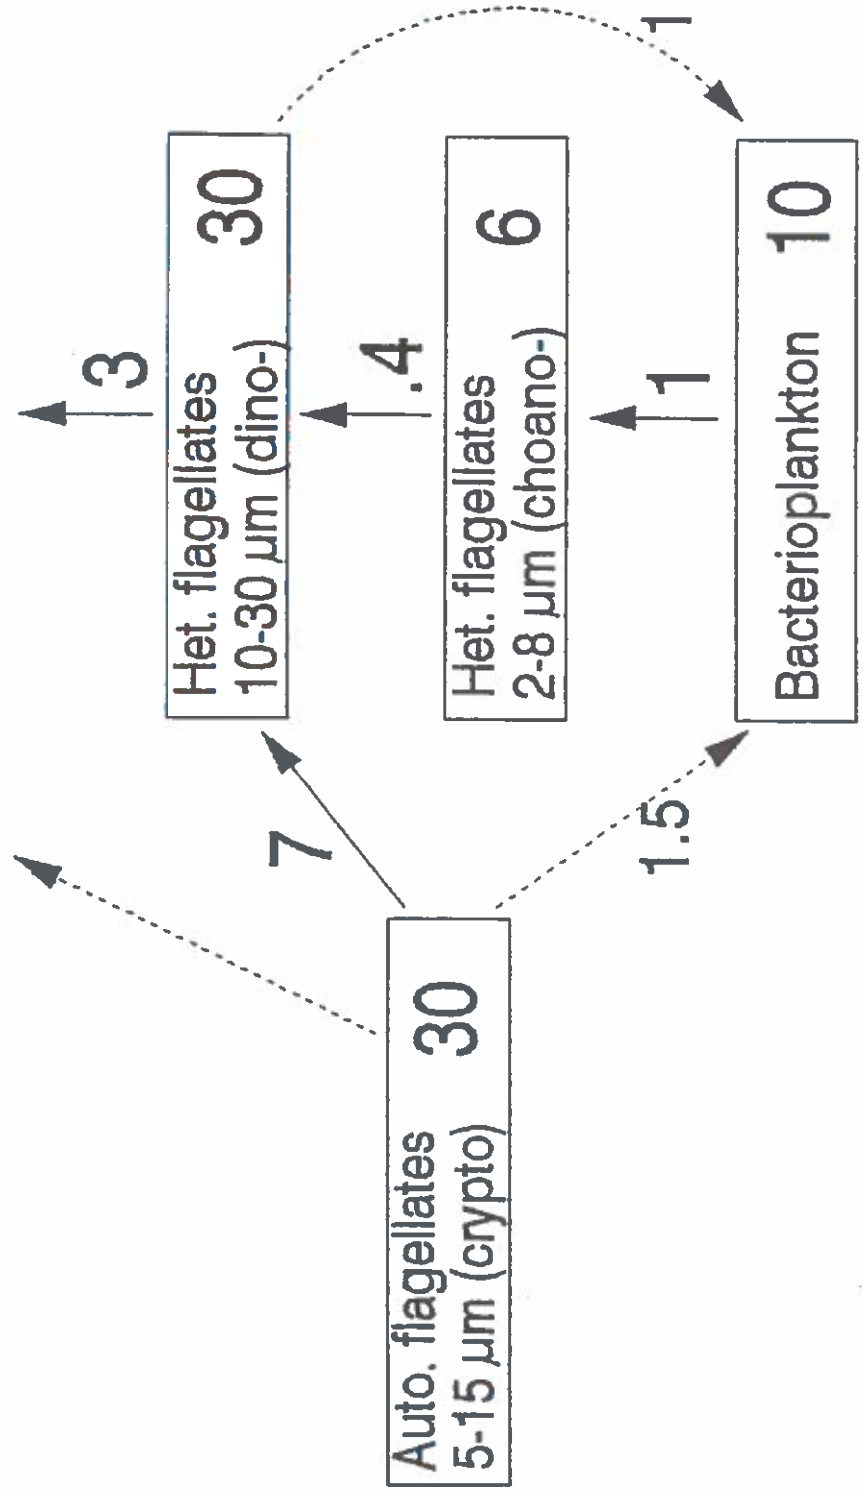 3
Het. flagellates
10-30 µm (dino-)
30
7
.4
1
Auto. flagellates
5-15 µm (crypto)
30
Het. flagellates
2-8 µm (choano-)
6
1.5
1
Bacterioplankton
10